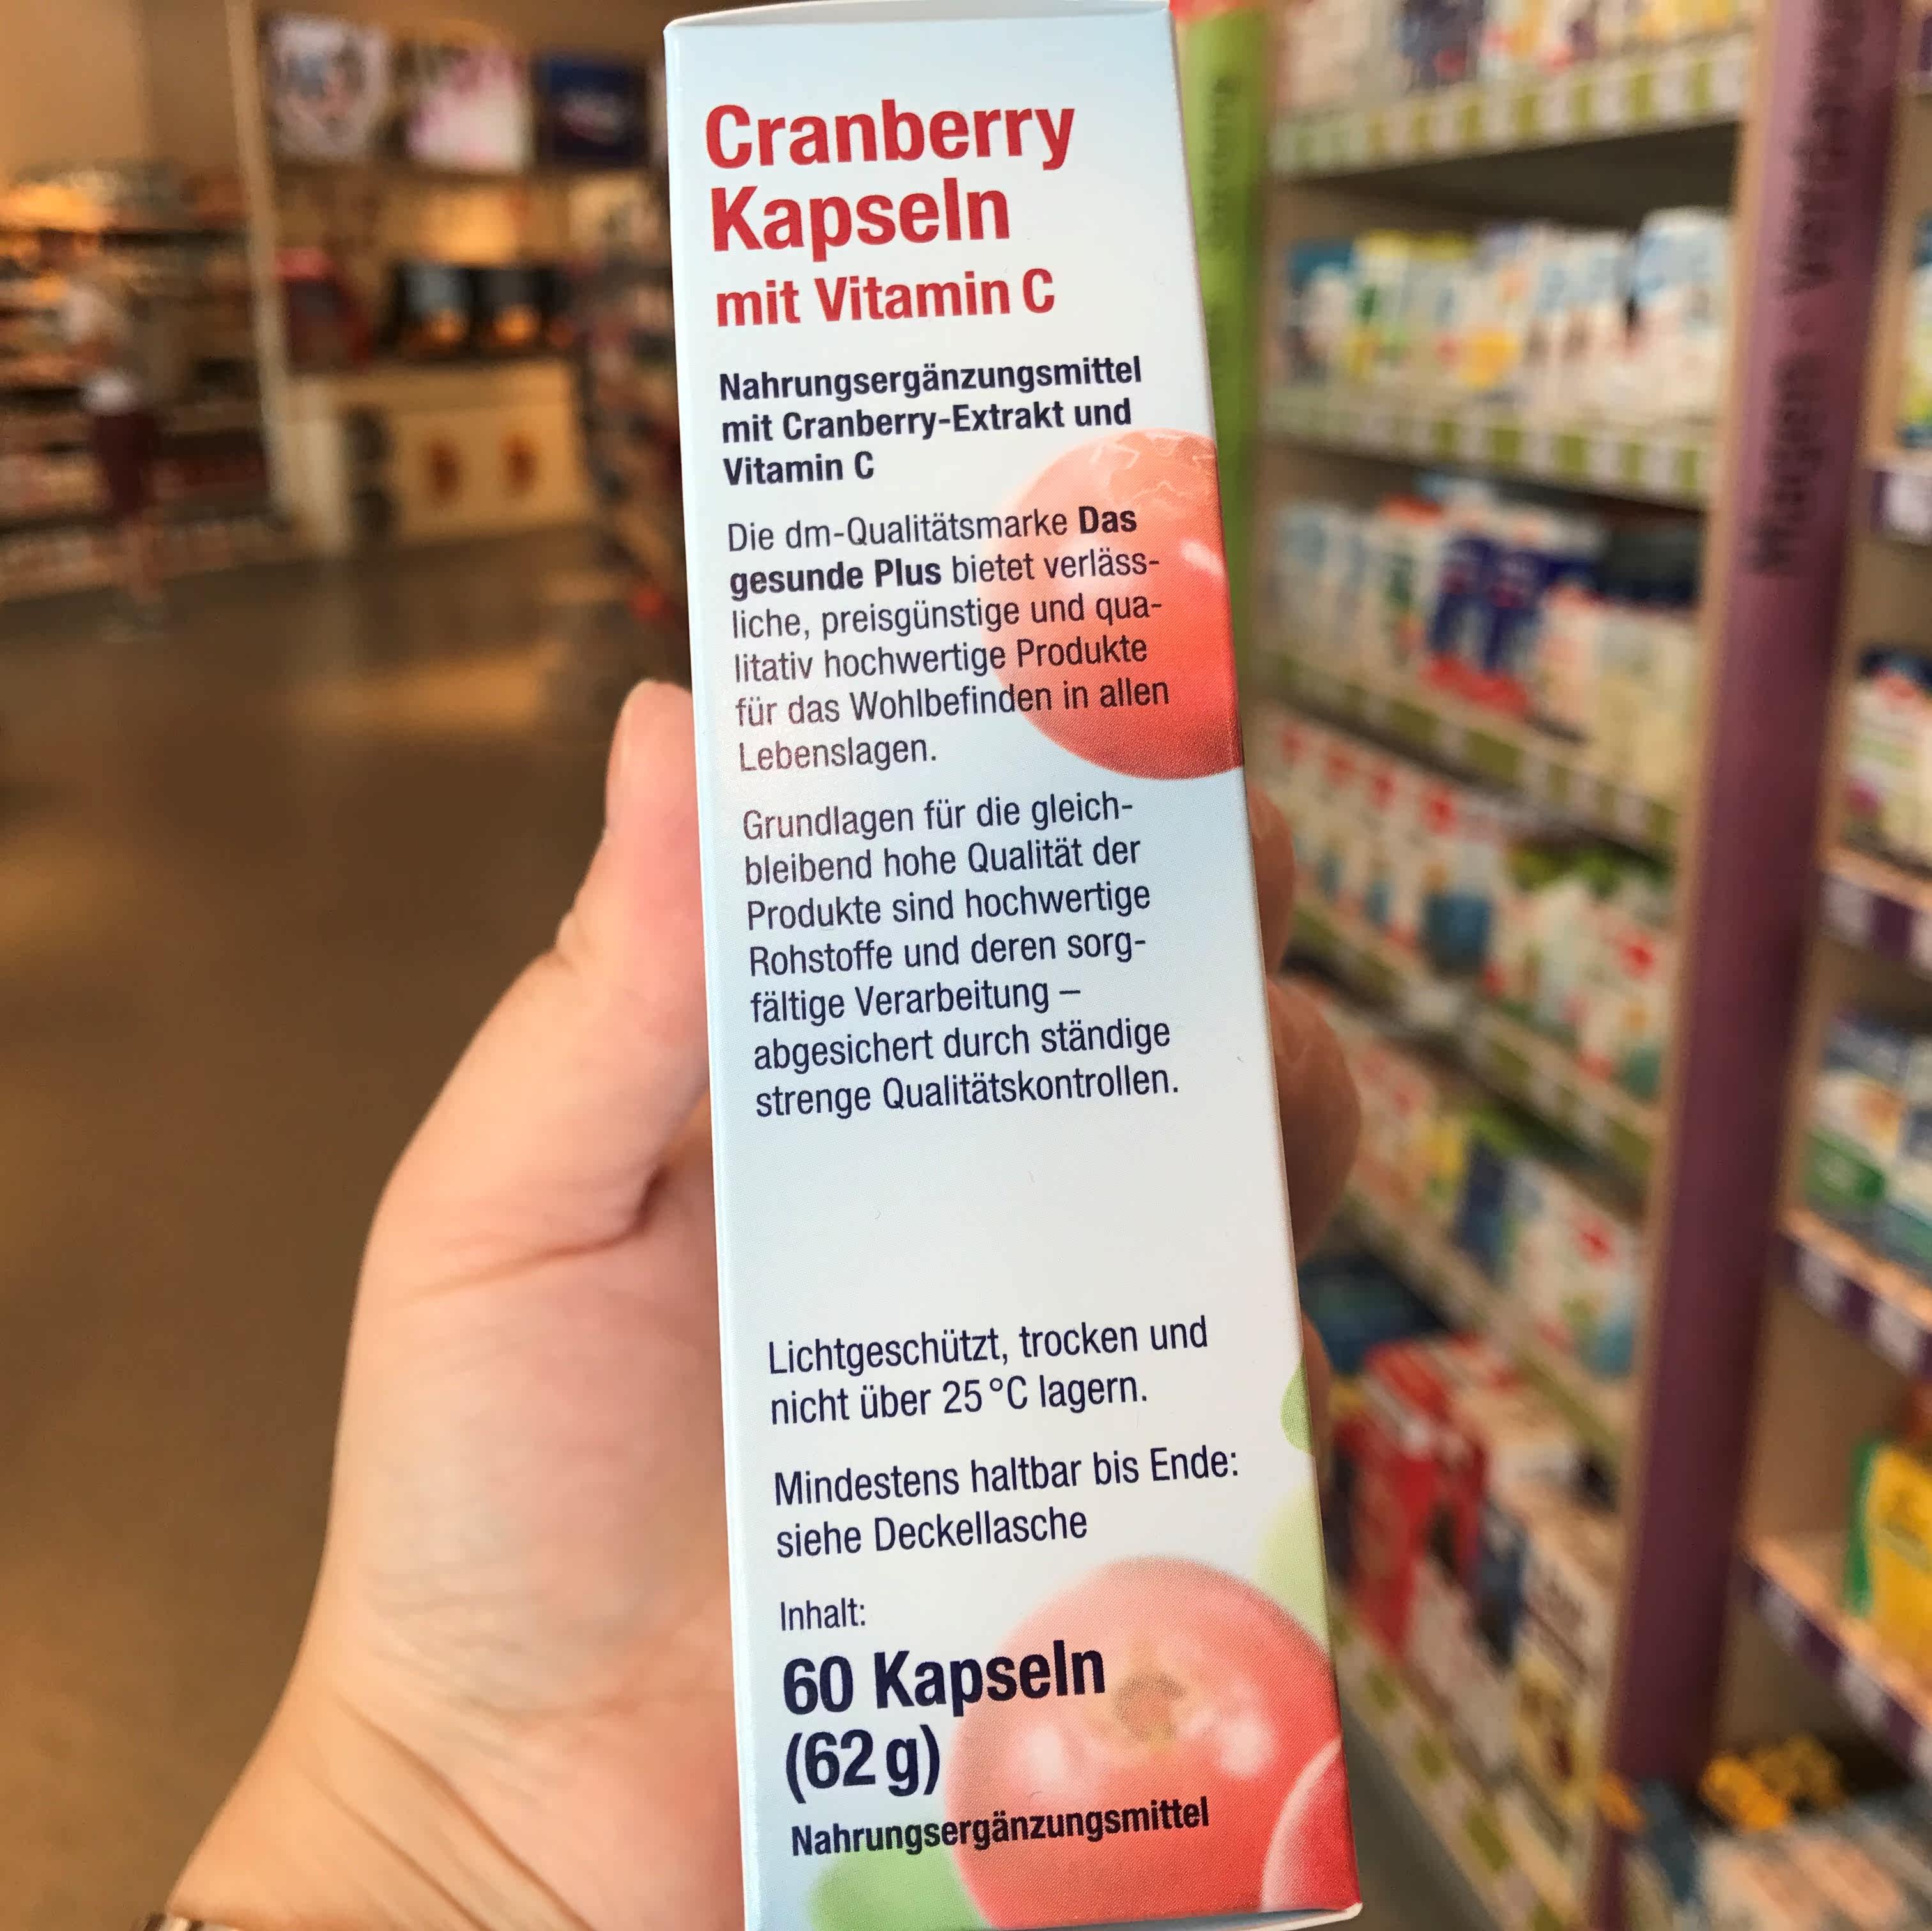 Cranberry
Kapseln
mit Vitamin C
Nahrungsergänzungsmittel
mit Cranberry-Extrakt und
Vitamin C
Die dm-Qualitätsmarke Das
gesunde Plus bietet verläss-
liche, preisgünstige und qua-
litativ hochwertige Produkte
für das Wohlbefinden in allen
Lebenslagen.
Grundlagen für die gleich-
bleibend hohe Qualität der
Produkte sind hochwertige
Rohstoffe und deren sorg-
fältige Verarbeitung –
abgesichert durch ständige
strenge Qualitätskontrollen.
Lichtgeschützt, trocken und
nicht über 25 °C lagern.
Mindestens haltbar bis Ende:
siehe Deckellasche
Inhalt:
60 Kapseln
(62 g)
Nahrungsergänzungsmittel